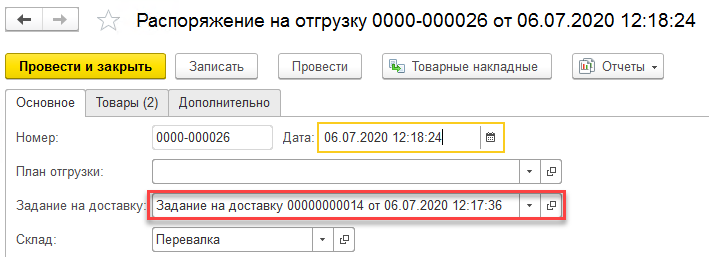 Распоряжение на отгрузку 0000-000026 от 06.07.2020 12:18:24
Провести и закрыть Записать Провести Товарные накладные Отчеты
Основное Товары (2) Дополнительно
Номер: 0000-000026 Дата: 06.07.2020 12:18:24
План отгрузки:
Задание на доставку: Задание на доставку 00000000014 от 06.07.2020 12:17:36
Склад: Перевалка